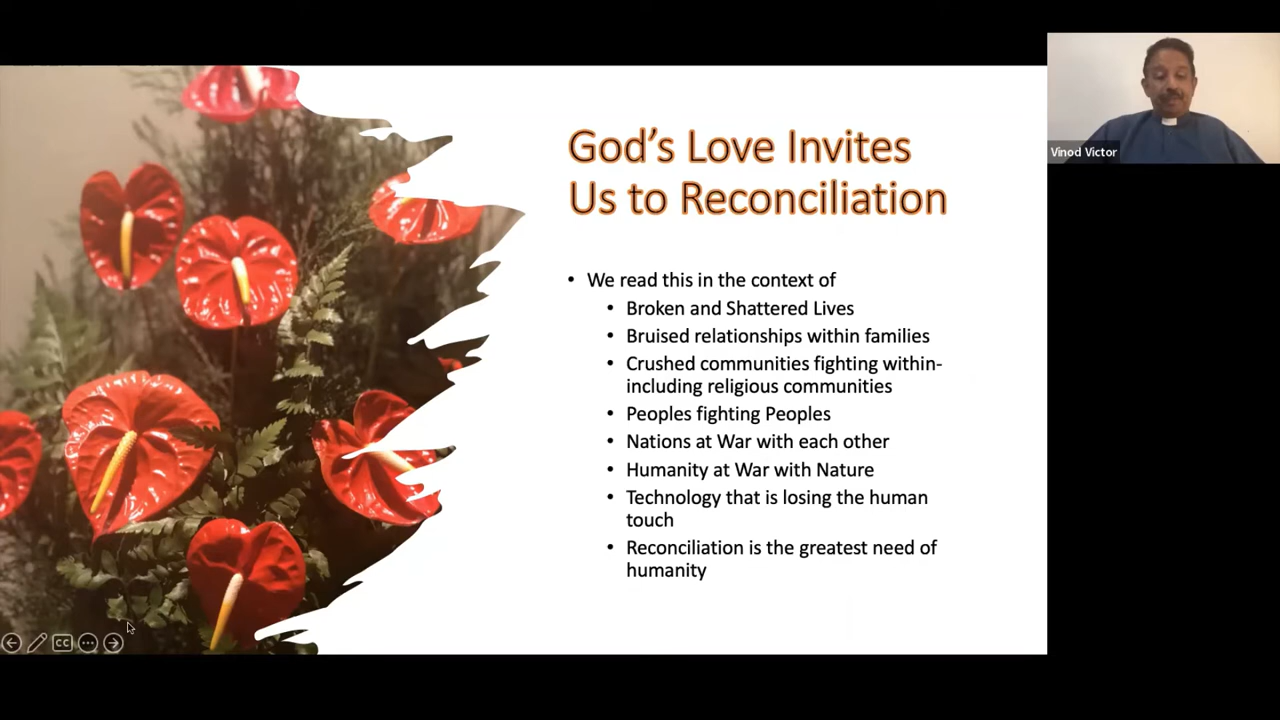 God’s Love Invites
Us to Reconciliation
• We read this in the context of
• Broken and Shattered Lives
• Bruised relationships within families
• Crushed communities fighting within-
including religious communities
• Peoples fighting Peoples
• Nations at War with each other
• Humanity at War with Nature
• Technology that is losing the human
touch
• Reconciliation is the greatest need of
humanity
Vinod Victor
CC